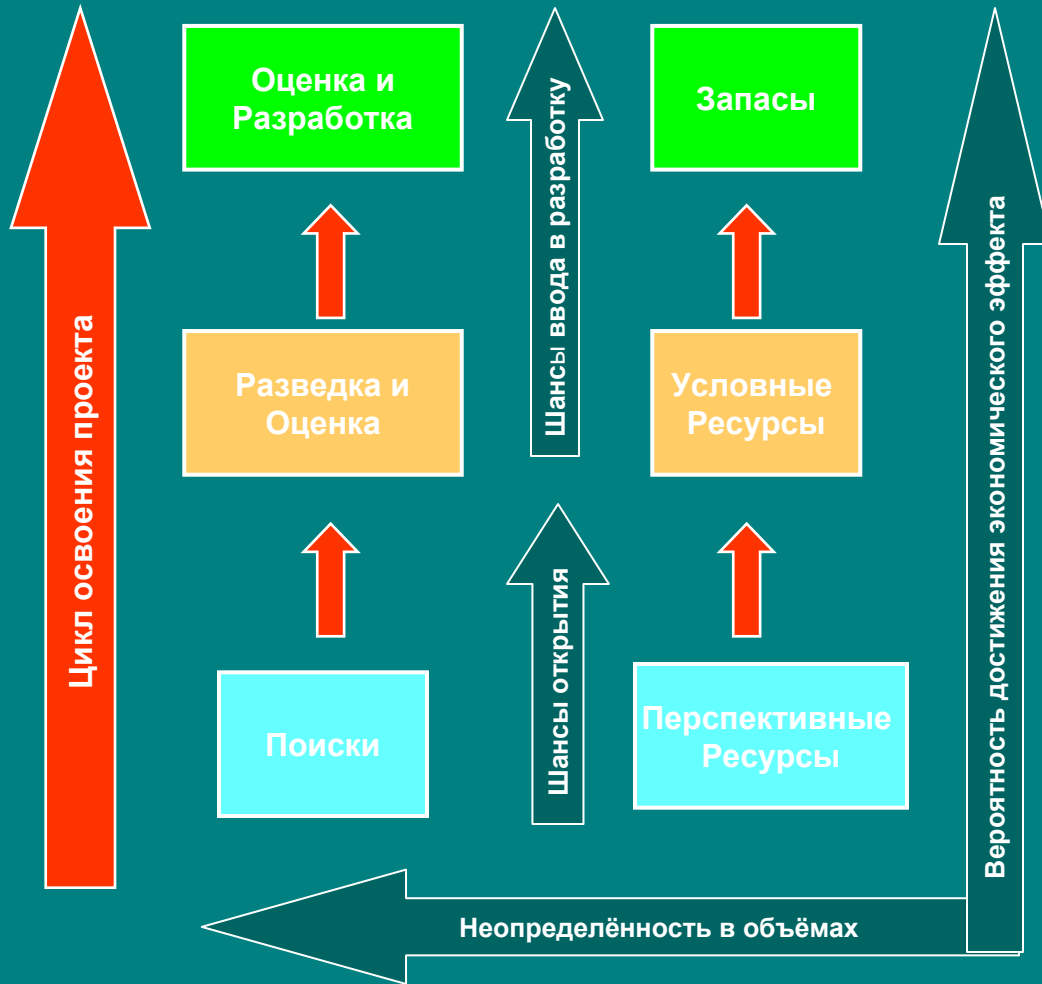 Оценка и
Разработка
Запасы
Шансы ввода в разработку
Цикл освоения проекта
Разведка и
Оценка
Условные
Ресурсы
Вероятность достижения экономического эффекта
Шансы открытия
Поиски
Перспективные
Ресурсы
Неопределённость в объёмах